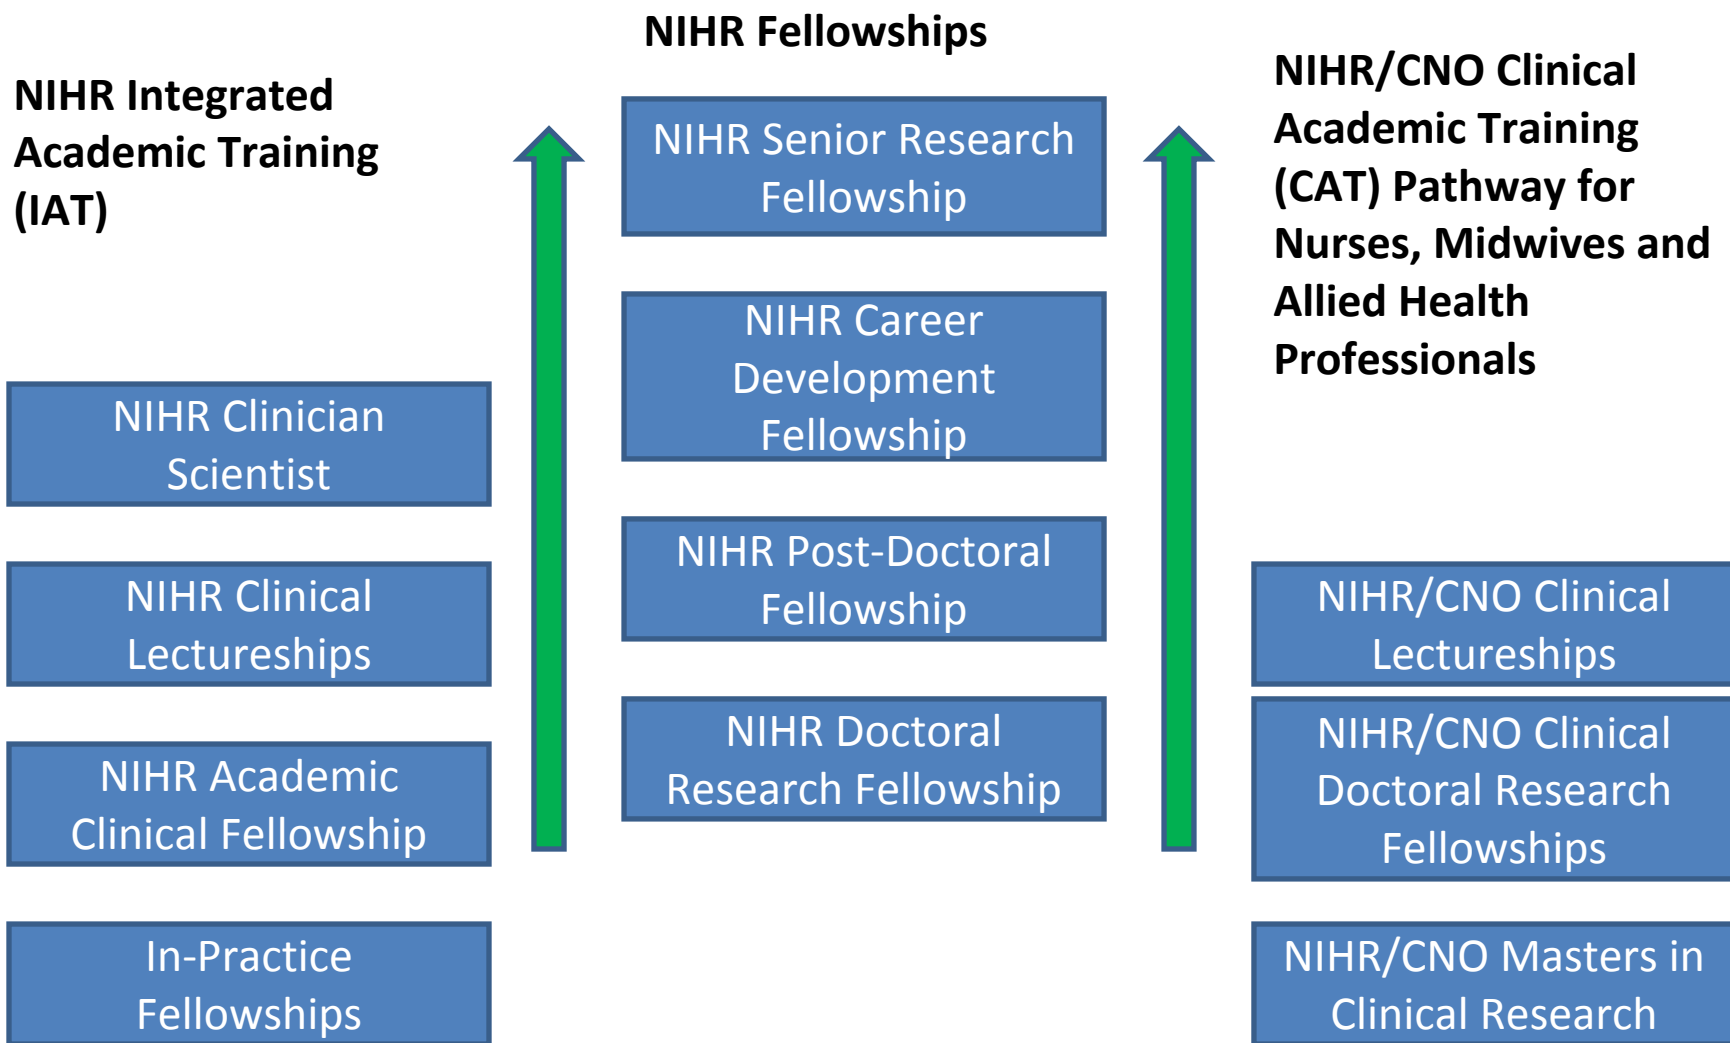 NIHR Fellowships
NIHR Integrated
Academic Training
(IAT)
NIHR Clinician
Scientist
NIHR Clinical
Lectureships
NIHR Academic
Clinical Fellowship
In-Practice
Fellowships
NIHR Senior Research
Fellowship
NIHR Career
Development
Fellowship
NIHR Post-Doctoral
Fellowship
NIHR Doctoral
Research Fellowship
NIHR/CNO Clinical
Academic Training
(CAT) Pathway for
Nurses, Midwives and
Allied Health
Professionals
NIHR/CNO Clinical
Lectureships
NIHR/CNO Clinical
Doctoral Research
Fellowships
NIHR/CNO Masters in
Clinical Research